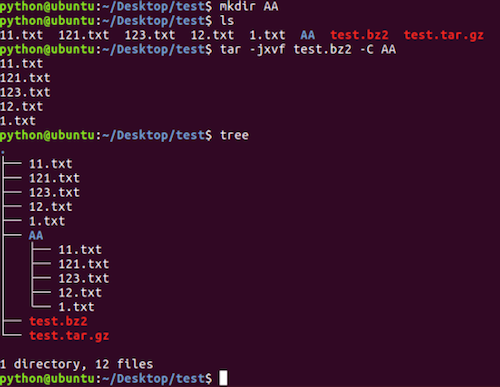 python@ubuntu:~/Desktop/test$ mkdir AA
python@ubuntu:~/Desktop/test$ ls
11.txt  121.txt  123.txt  12.txt  1.txt  AA  test.bz2  test.tar.gz
python@ubuntu:~/Desktop/test$ tar -jxvf test.bz2 -C AA
11.txt
121.txt
123.txt
12.txt
1.txt
python@ubuntu:~/Desktop/test$ tree
.
├── 11.txt
├── 121.txt
├── 123.txt
├── 12.txt
├── 1.txt
├── AA
│   ├── 11.txt
│   ├── 121.txt
│   ├── 123.txt
│   ├── 12.txt
│   └── 1.txt
├── test.bz2
└── test.tar.gz
1 directory, 12 files
python@ubuntu:~/Desktop/test$